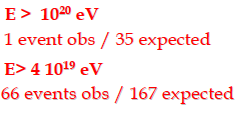 E > 10²⁰ eV
1 event obs / 35 expected
E> 4 10¹⁹ eV
66 events obs / 167 expected